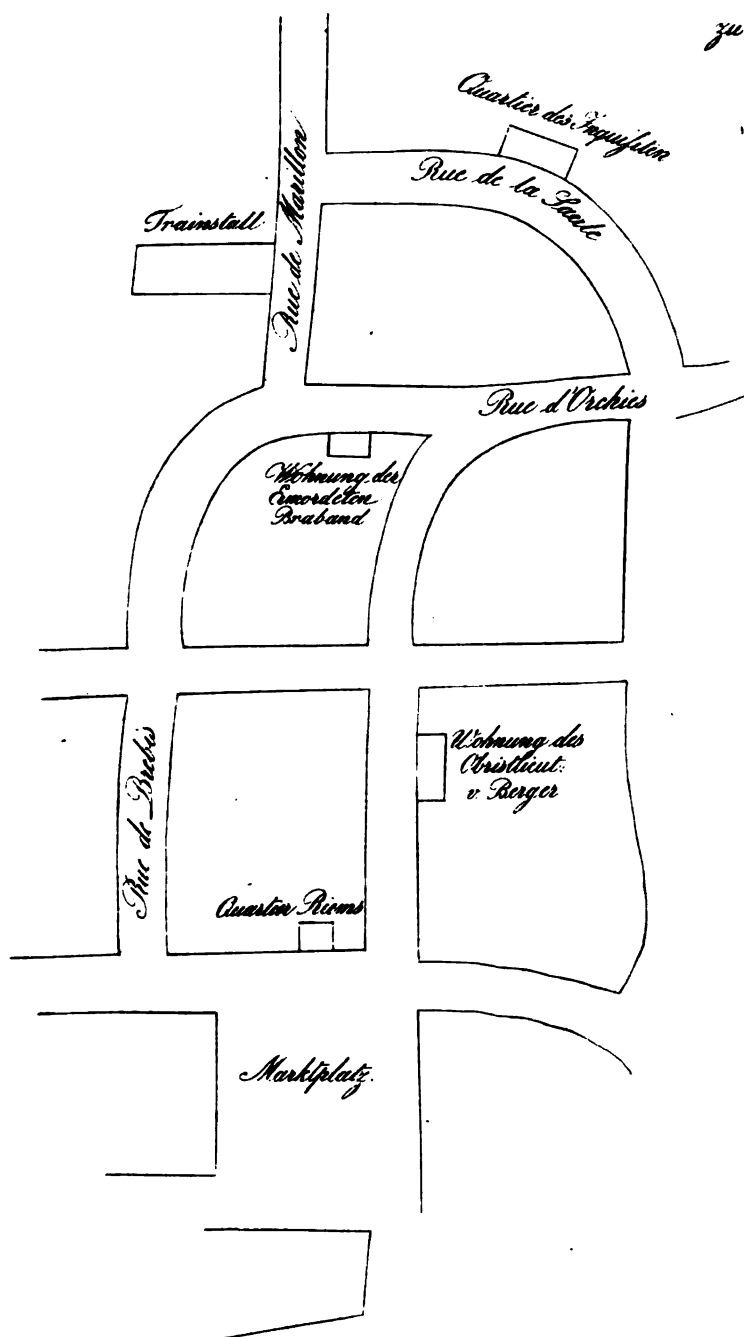 zu
Quartier des Inquisiten
Rue de la Saule
Trainstall
Rue de Marillon
Rue d'Orchies
Wohnung der
Ermordeten
Braband
Rue de Brebis
Wohnung des
Obristlieut:
v. Berger
Quartier Riems
Marktplatz.